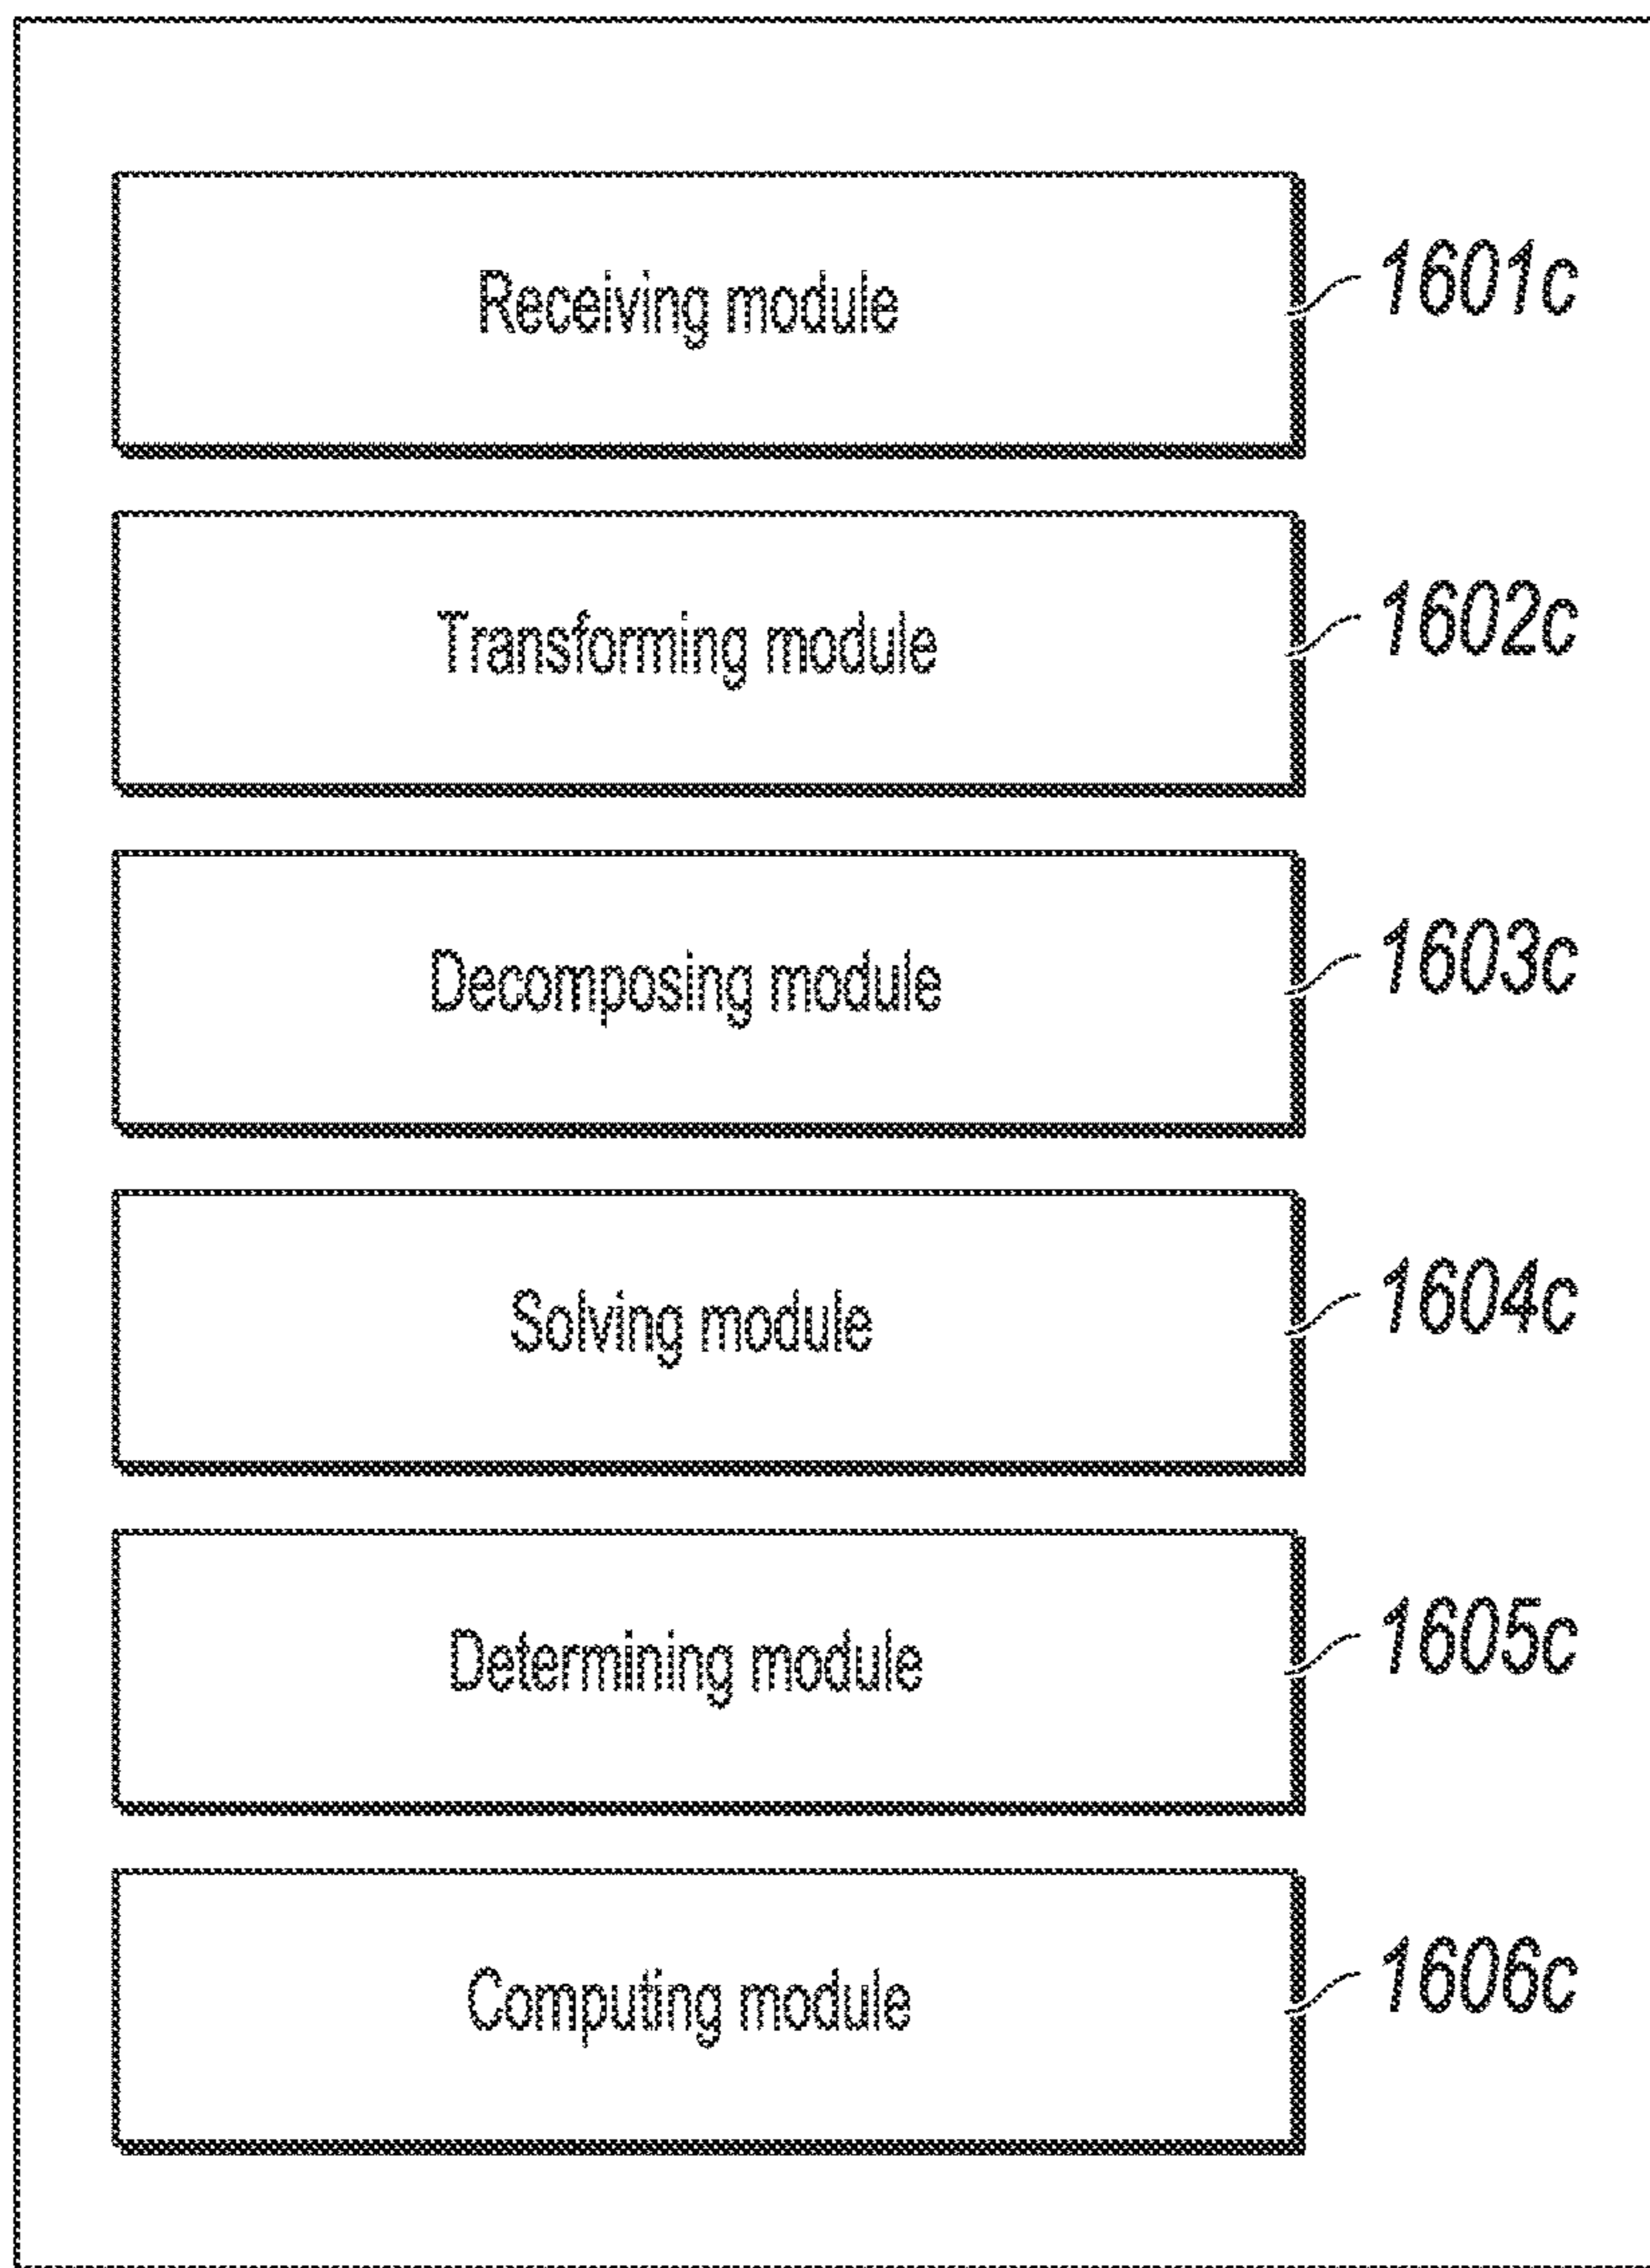 Receiving module 1601c
Transforming module 1602c
Decomposing module 1603c
Solving module 1604c
Determining module 1605c
Computing module 1606c